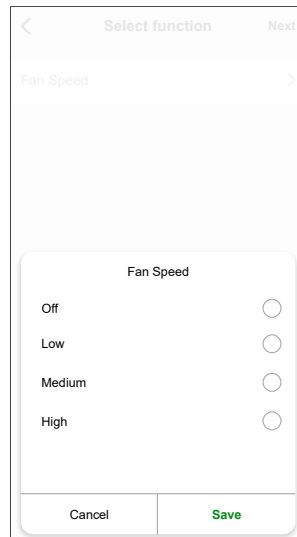 Select function Next
Fan Speed
Fan Speed
Off
Low
Medium
High
Cancel Save